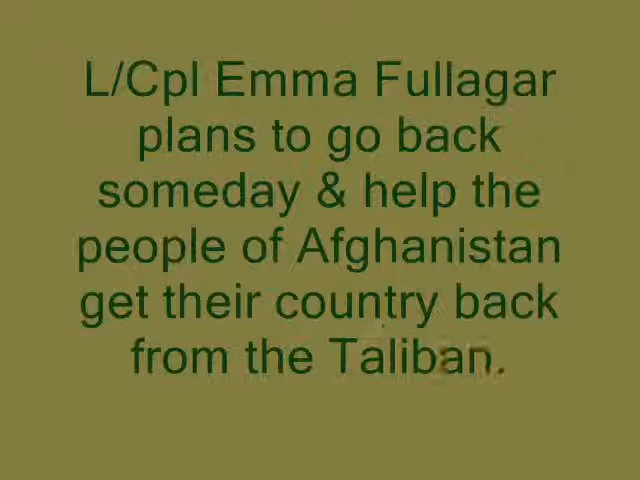 L/Cpl Emma Fullagar
plans to go back
someday & help the
people of Afghanistan
get their country back
from the Taliban.